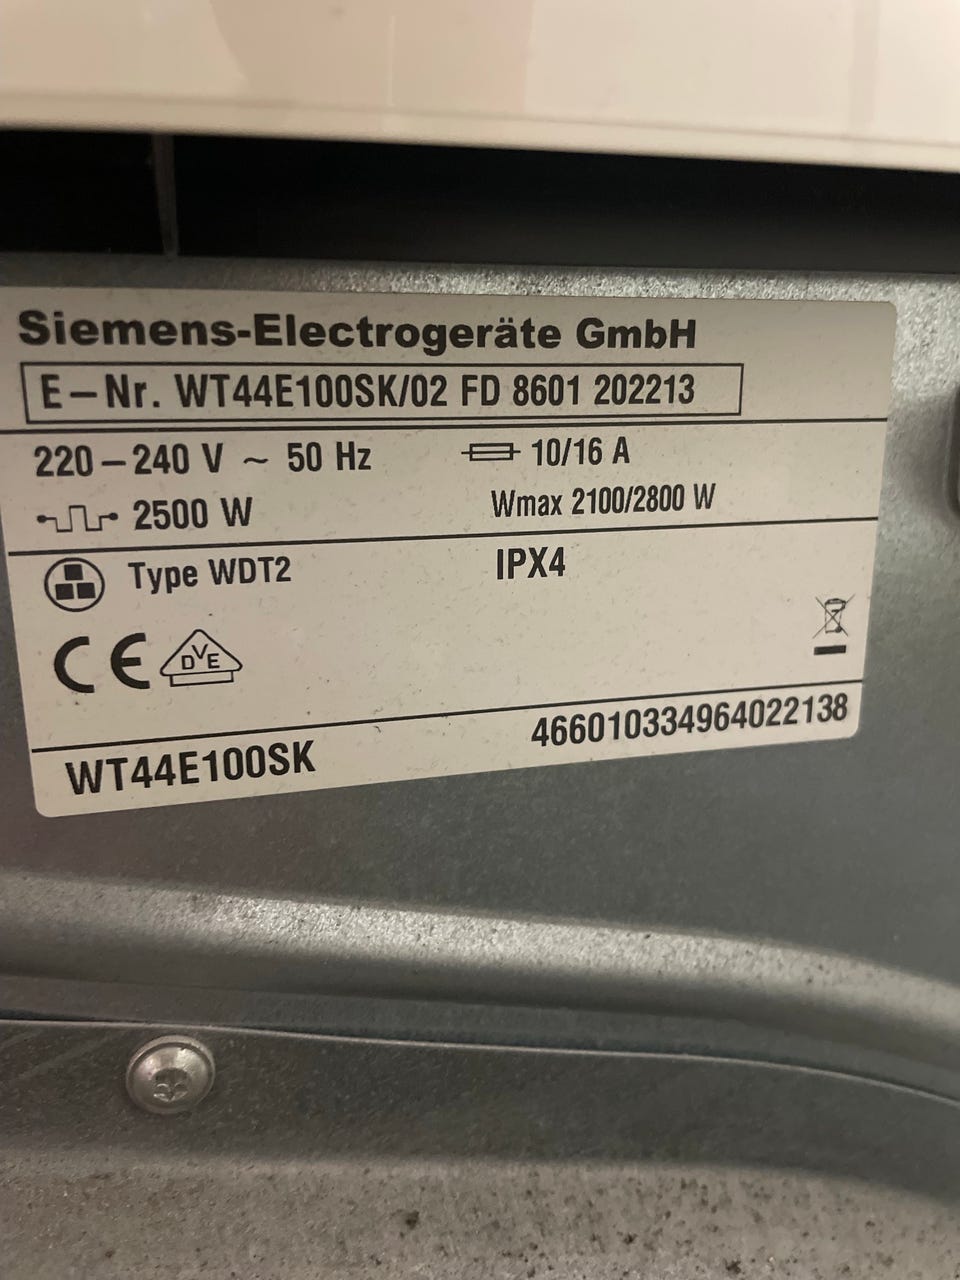 Siemens-Electrogeräte GmbH
E-Nr. WT44E100SK/02 FD 8601 202213
220-240 V ~ 50 Hz 10/16 A
2500 W Wmax 2100/2800 W
Type WDT2 IPX4
CE DVE
466010334964022138
WT44E100SK